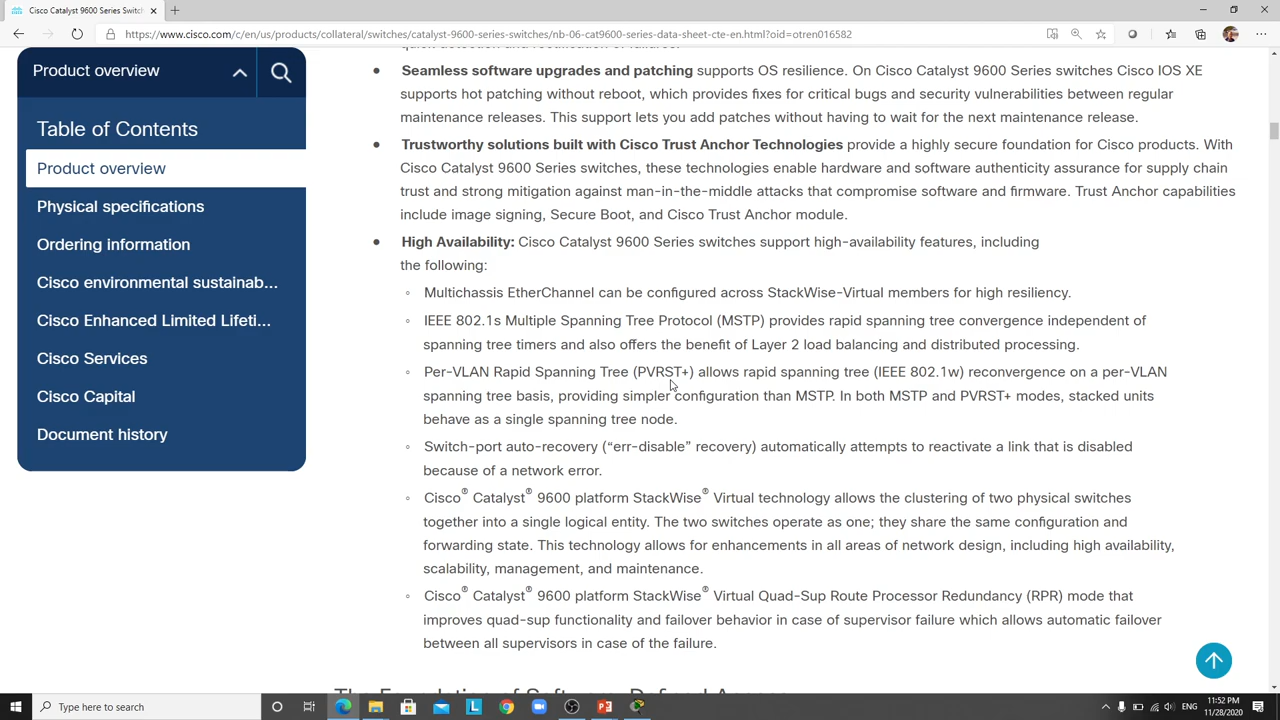 Cisco Catalyst 9600 Series Switch
https://www.cisco.com/c/en/us/products/collateral/switches/catalyst-9600-series-switches/nb-06-cat9600-series-data-sheet-cte-en.html?oid=otren016582
Product overview
Table of Contents
Product overview
Physical specifications
Ordering information
Cisco environmental sustainab...
Cisco Enhanced Limited Lifeti...
Cisco Services
Cisco Capital
Document history
• Seamless software upgrades and patching supports OS resilience. On Cisco Catalyst 9600 Series switches Cisco IOS XE
supports hot patching without reboot, which provides fixes for critical bugs and security vulnerabilities between regular
maintenance releases. This support lets you add patches without having to wait for the next maintenance release.
• Trustworthy solutions built with Cisco Trust Anchor Technologies provide a highly secure foundation for Cisco products. With
Cisco Catalyst 9600 Series switches, these technologies enable hardware and software authenticity assurance for supply chain
trust and strong mitigation against man-in-the-middle attacks that compromise software and firmware. Trust Anchor capabilities
include image signing, Secure Boot, and Cisco Trust Anchor module.
• High Availability: Cisco Catalyst 9600 Series switches support high-availability features, including
the following:
◦ Multichassis EtherChannel can be configured across StackWise-Virtual members for high resiliency.
◦ IEEE 802.1s Multiple Spanning Tree Protocol (MSTP) provides rapid spanning tree convergence independent of
spanning tree timers and also offers the benefit of Layer 2 load balancing and distributed processing.
◦ Per-VLAN Rapid Spanning Tree (PVRST+) allows rapid spanning tree (IEEE 802.1w) reconvergence on a per-VLAN
spanning tree basis, providing simpler configuration than MSTP. In both MSTP and PVRST+ modes, stacked units
behave as a single spanning tree node.
◦ Switch-port auto-recovery (“err-disable” recovery) automatically attempts to reactivate a link that is disabled
because of a network error.
◦ Cisco® Catalyst® 9600 platform StackWise® Virtual technology allows the clustering of two physical switches
together into a single logical entity. The two switches operate as one; they share the same configuration and
forwarding state. This technology allows for enhancements in all areas of network design, including high availability,
scalability, management, and maintenance.
◦ Cisco® Catalyst® 9600 platform StackWise® Virtual Quad-Sup Route Processor Redundancy (RPR) mode that
improves quad-sup functionality and failover behavior in case of supervisor failure which allows automatic failover
between all supervisors in case of the failure.
Type here to search
ENG
11:52 PM
11/28/2020